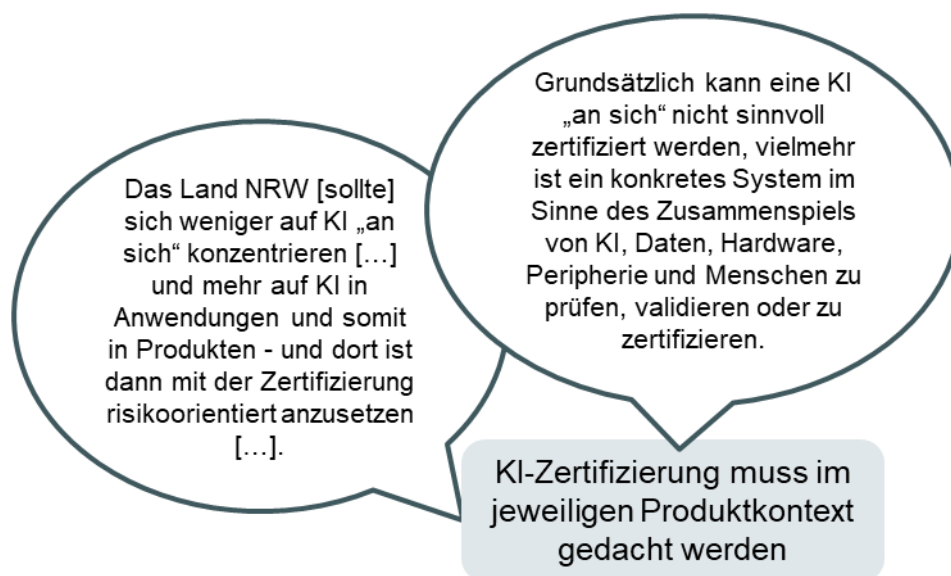 Das Land NRW [sollte]
sich weniger auf KI „an
sich“ konzentrieren […]
und mehr auf KI in
Anwendungen und somit
in Produkten - und dort ist
dann mit der Zertifizierung
risikoorientiert anzusetzen
[…].
Grundsätzlich kann eine KI
„an sich“ nicht sinnvoll
zertifiziert werden, vielmehr
ist ein konkretes System im
Sinne des Zusammenspiels
von KI, Daten, Hardware,
Peripherie und Menschen zu
prüfen, validieren oder zu
zertifizieren.
KI-Zertifizierung muss im
jeweiligen Produktkontext
gedacht werden